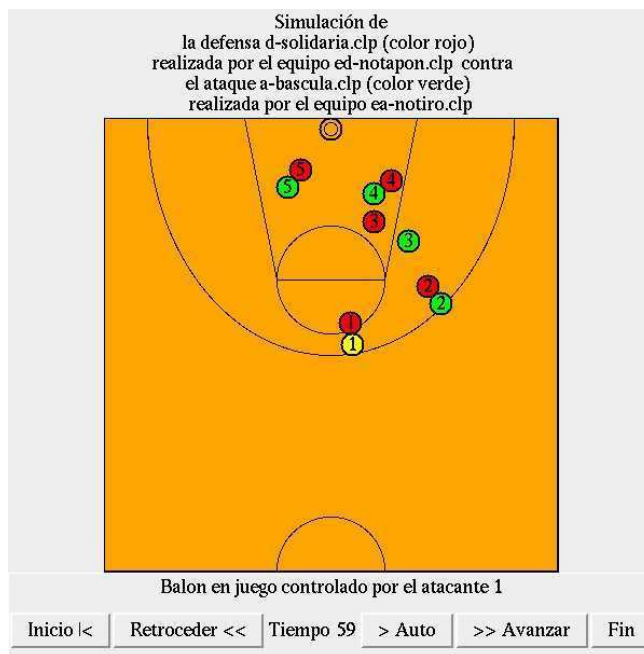 Simulación de
la defensa d-solidaria.clp (color rojo)
realizada por el equipo ed-notapon.clp contra
el ataque a-bascula.clp (color verde)
realizada por el equipo ea-notiro.clp
5
4
5
4
3
3
2
2
1
1
Balon en juego controlado por el atacante 1
Inicio |< Retroceder << Tiempo 59 > Auto >> Avanzar Fin